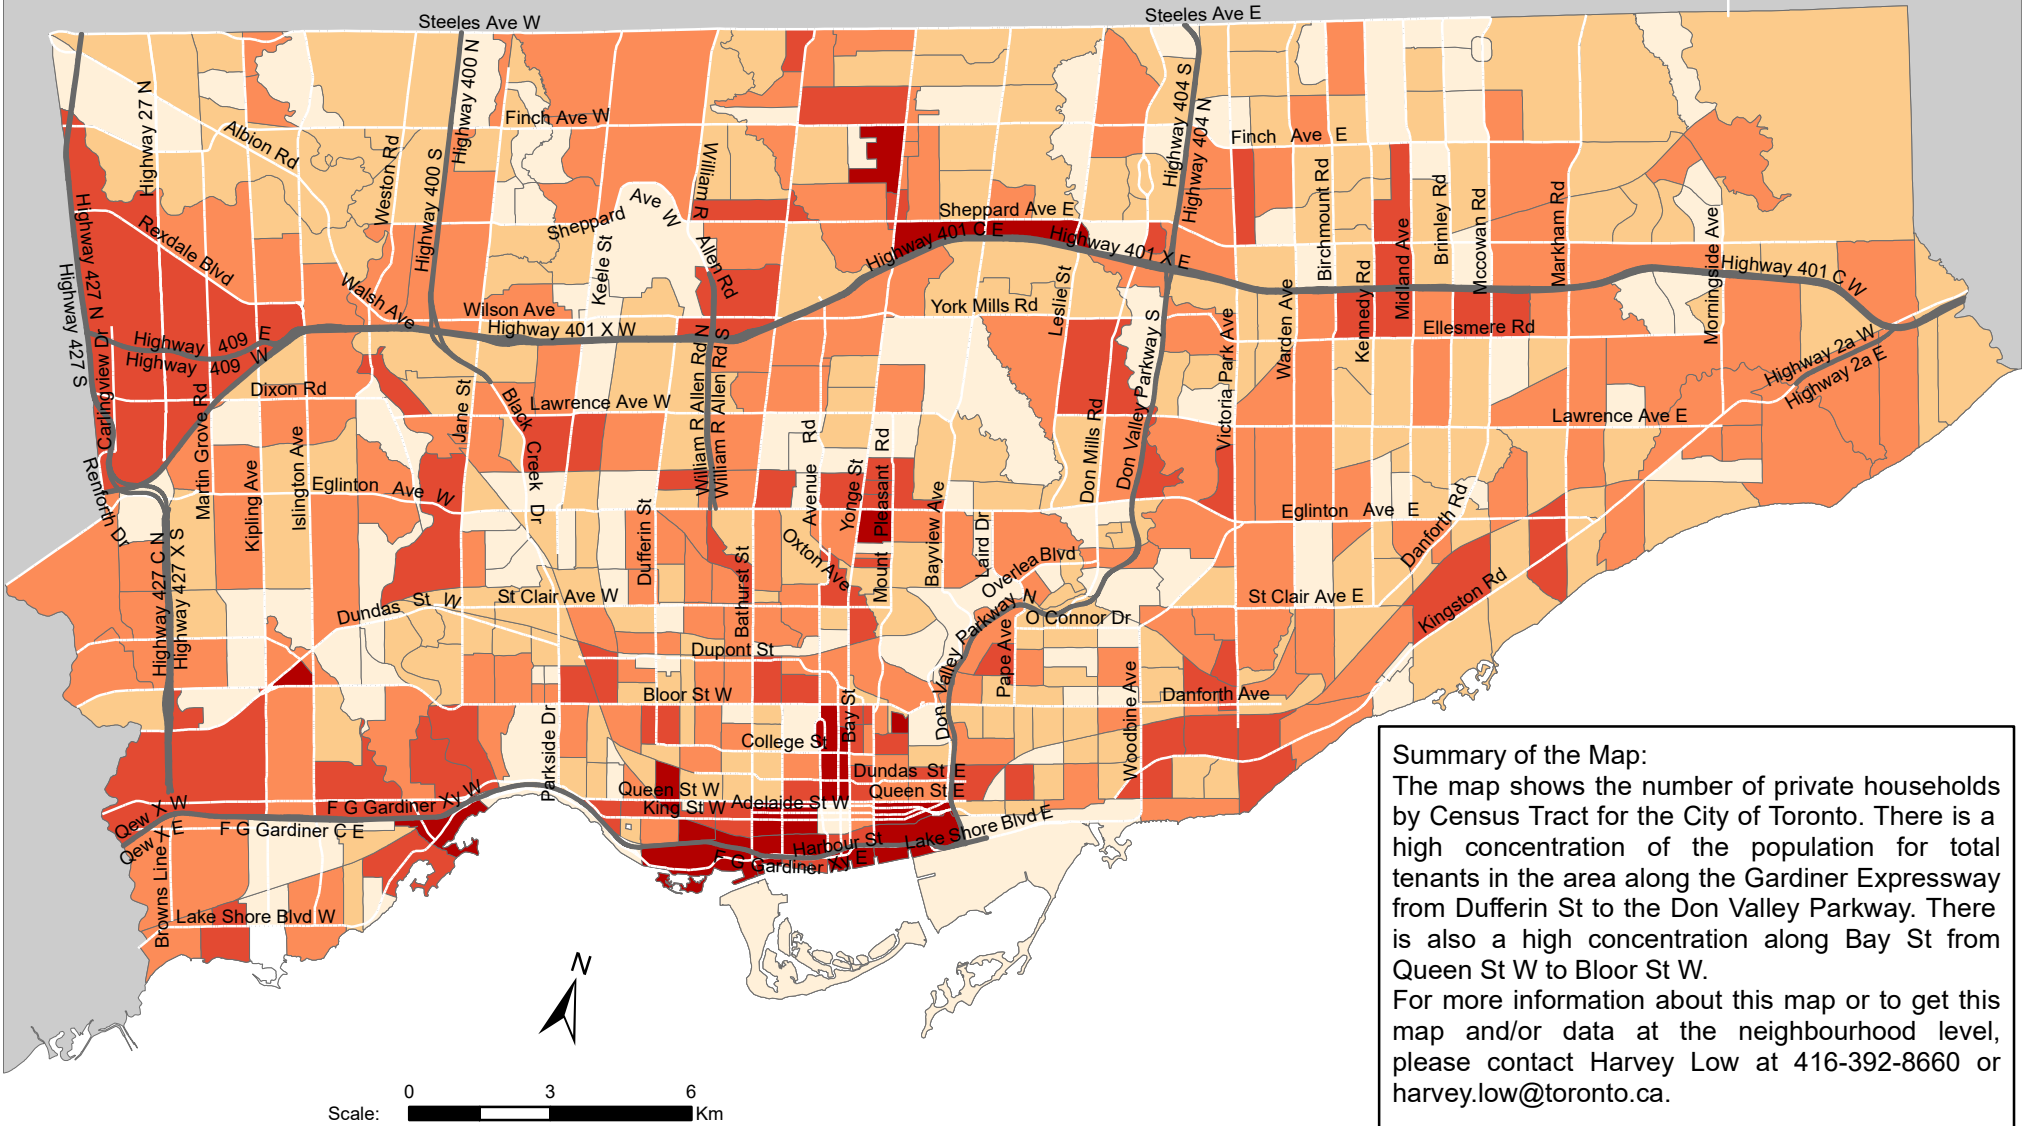 Steeles Ave W
Steeles Ave E
Highway 27 N
Albion Rd
Weston Rd
Highway 400 N
Highway 400 S
Finch Ave W
William R
Allen Rd
Highway 404 S
Highway 404 N
Finch Ave E
Highway 427 N
Highway 427 S
Rexdale Blvd
Sheppard Ave W
Keele St
Sheppard Ave E
Highway 401 C E
Highway 401 X E
Birchmount Rd
Kennedy Rd
Midland Ave
Brimley Rd
Mccowan Rd
Markham Rd
Morningside Ave
Highway 401 C W
Walsh Ave
Wilson Ave
Highway 401 X W
York Mills Rd
Leslie St
Warden Ave
Ellesmere Rd
Highway 2a W
Highway 2a E
Highway 409 E
Highway 409 W
Carlingview Dr
Dixon Rd
Martin Grove Rd
Jane St
Black Creek Dr
Lawrence Ave W
William R Allen Rd N
William R Allen Rd S
Don Valley Parkway S
Victoria Park Ave
Lawrence Ave E
Renforth Dr
Kipling Ave
Islington Ave
Eglinton Ave W
Dufferin St
Avenue Rd
Yonge St
Mount Pleasant Rd
Bayview Ave
Laird Dr
Don Mills Rd
Eglinton Ave E
Danforth Rd
Highway 427 C N
Highway 427 X S
Bathurst St
Oxton Ave
Overlea Blvd
Dundas St W
St Clair Ave W
Don Valley Parkway N
O Connor Dr
St Clair Ave E
Kingston Rd
Dupont St
Pape Ave
Bloor St W
Bay St
Woodbine Ave
Danforth Ave
Parkside Dr
College St
Dundas St E
Queen St W
Queen St E
King St W
Adelaide St W
Qew X W
Qew X E
F G Gardiner Xy W
F G Gardiner C E
Harbour St
Lake Shore Blvd E
F G Gardiner Xy E
Browns Line
Lake Shore Blvd W
N
0 3 6
Scale: Km
Summary of the Map:
The map shows the number of private households
by Census Tract for the City of Toronto. There is a
high concentration of the population for total
tenants in the area along the Gardiner Expressway
from Dufferin St to the Don Valley Parkway. There
is also a high concentration along Bay St from
Queen St W to Bloor St W.
For more information about this map or to get this
map and/or data at the neighbourhood level,
please contact Harvey Low at 416-392-8660 or
harvey.low@toronto.ca.